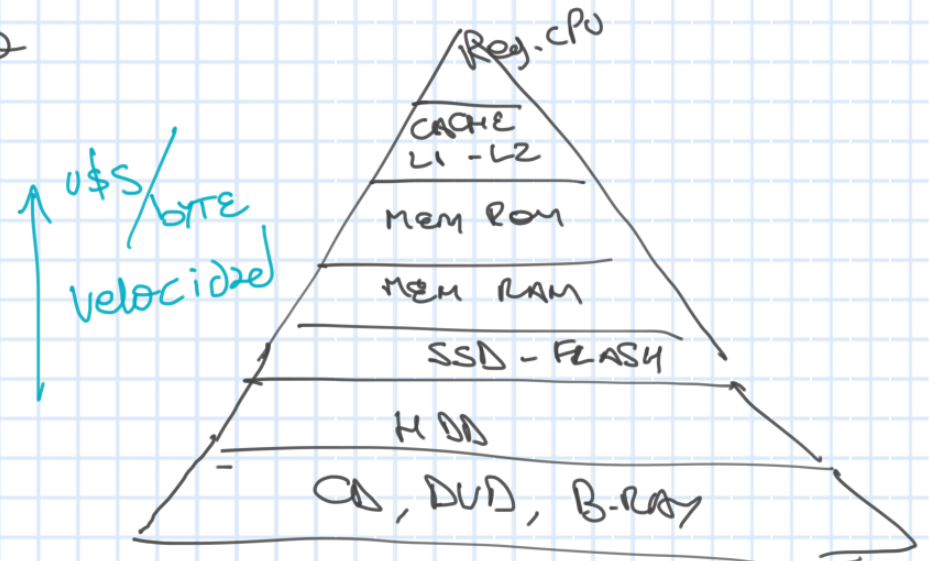 Reg. CPU
CACHE
L1 - L2
U$S/
BYTE
velocidad
MEM ROM
MEM RAM
SSD - FLASH
HDD
CD, DVD, B-RAY